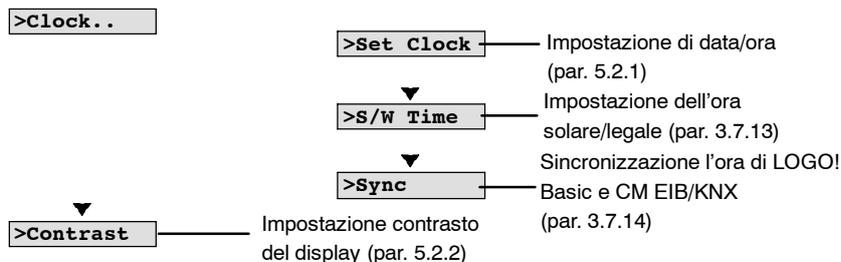 >Clock..
>Set Clock
Impostazione di data/ora
(par. 5.2.1)
>S/W Time
Impostazione dell'ora
solare/legale (par. 3.7.13)
>Sync
Sincronizzazione l'ora di LOGO!
Basic e CM EIB/KNX
(par. 3.7.14)
>Contrast
Impostazione contrasto
del display (par. 5.2.2)